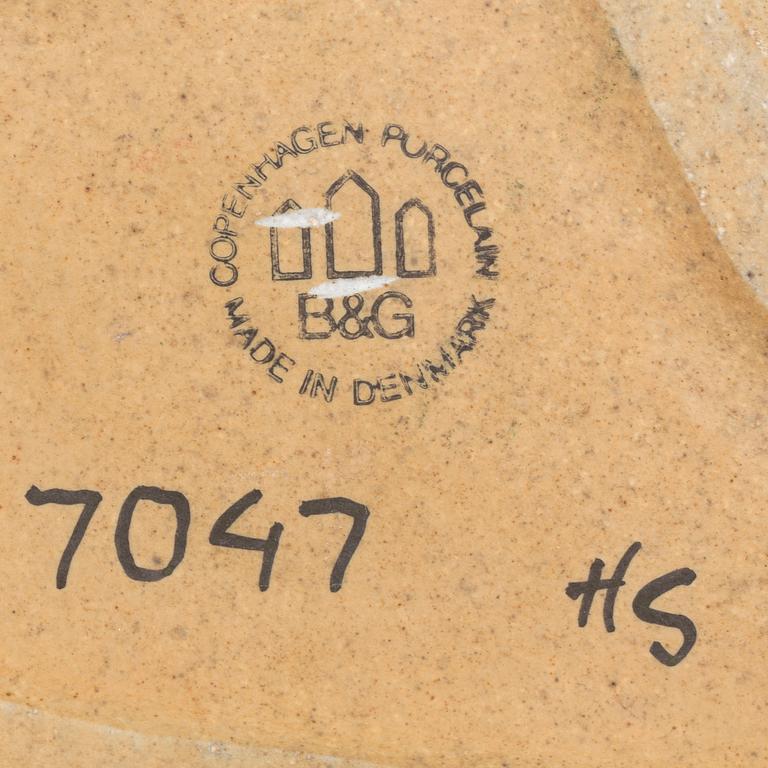 COPENHAGEN PORCELAIN
B&G
MADE IN DENMARK
7047
HS